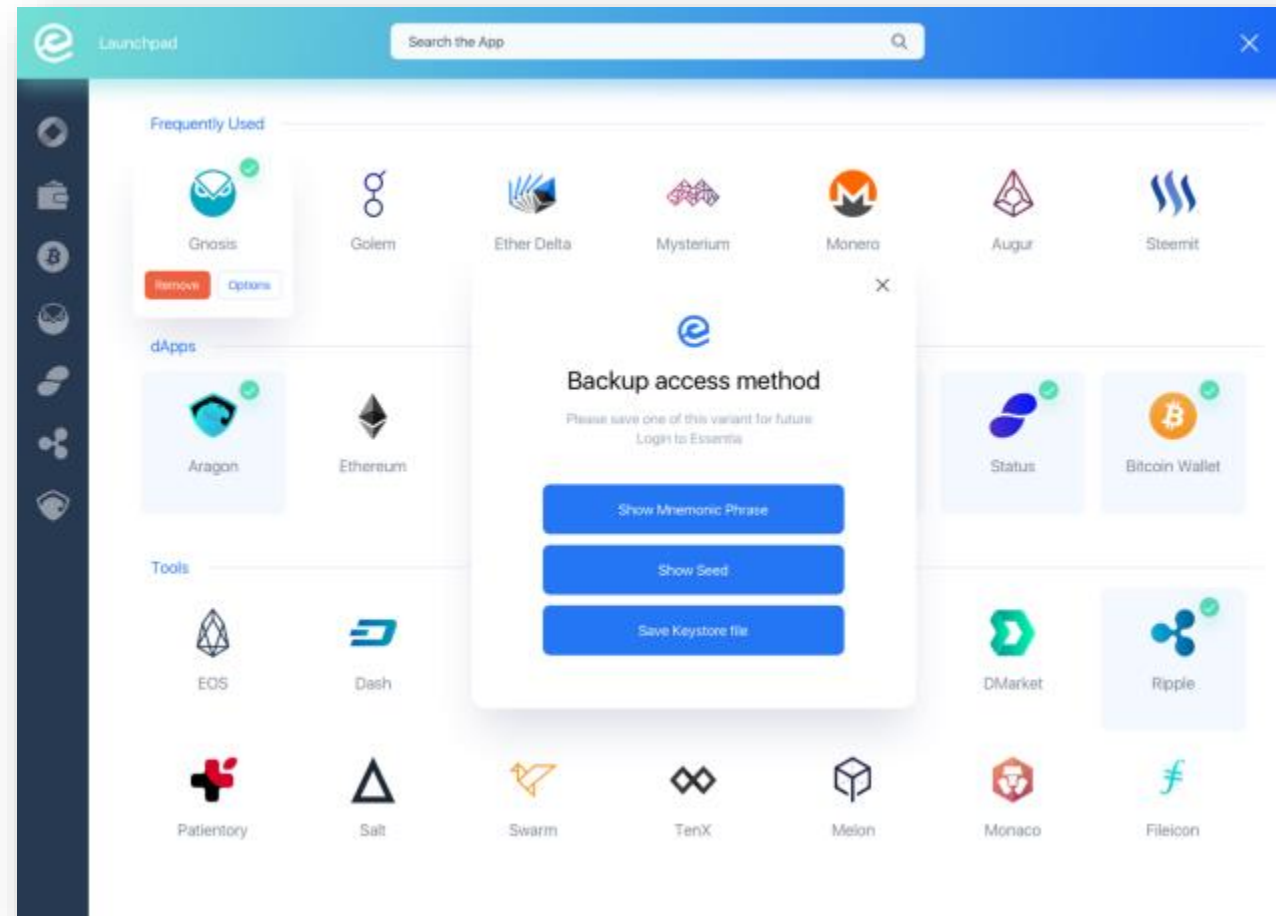 Launchpad
Search the App
Frequently Used
Gnosis
Golem
Ether Delta
Mysterium
Monero
Augur
Steemit
Remove
Options
dApps
Backup access method
Please save one of this variant for future
Login to Essentia
Aragon
Ethereum
Status
Bitcoin Wallet
Show Mnemonic Phrase
Show Seed
Save Keystore file
Tools
EOS
Dash
DMarket
Ripple
Patientory
Salt
Swarm
TenX
Melon
Monaco
Fileicon